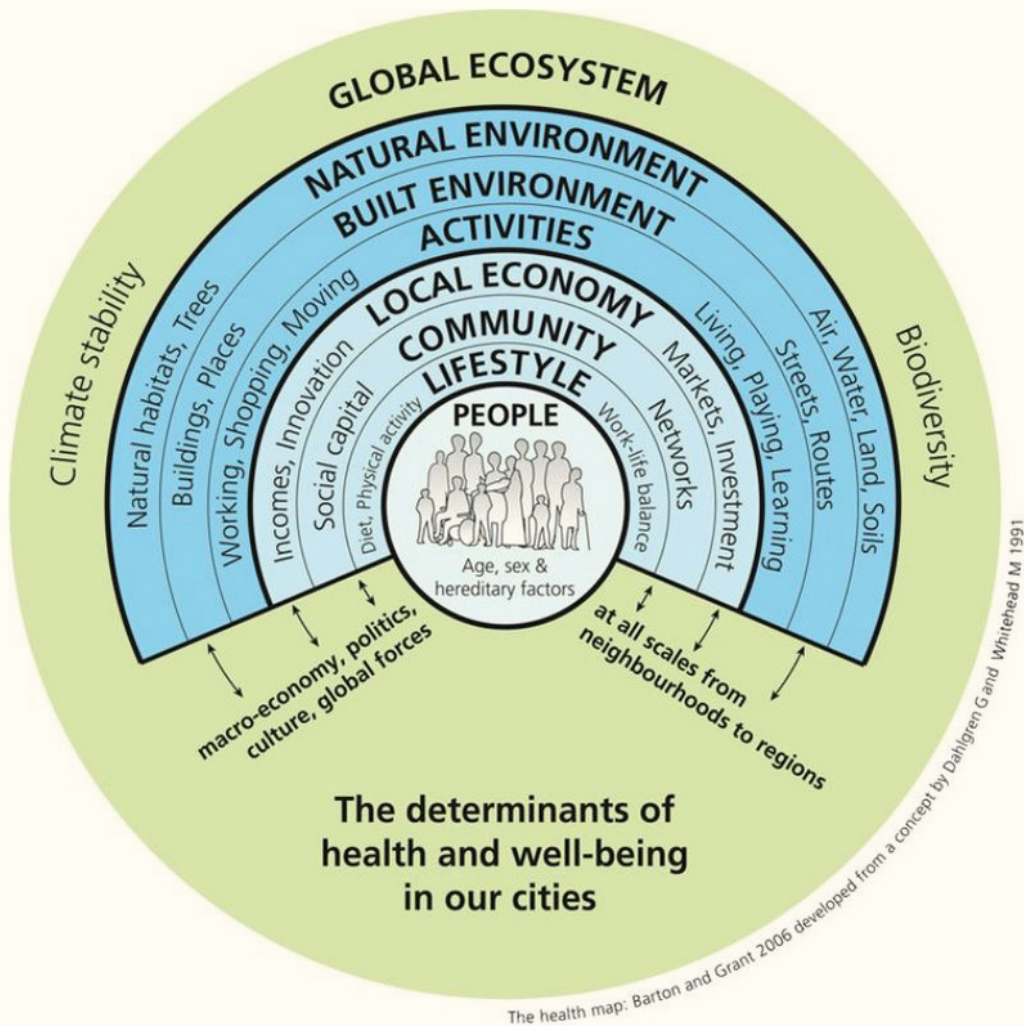 GLOBAL ECOSYSTEM
NATURAL ENVIRONMENT
BUILT ENVIRONMENT
ACTIVITIES
LOCAL ECONOMY
COMMUNITY
LIFESTYLE
PEOPLE
Age, sex &
hereditary factors
Climate stability
Natural habitats, Trees
Buildings, Places
Working, Shopping, Moving
Incomes, Innovation
Social capital
Diet, Physical activity
Work-life balance
Networks
Markets, Investment
Living, Playing, Learning
Streets, Routes
Air, Water, Land, Soils
Biodiversity
macro-economy, politics,
culture, global forces
at all scales from
neighbourhoods to regions
The determinants of
health and well-being
in our cities
The health map: Barton and Grant 2006 developed from a concept by Dahlgren G and Whitehead M 1991